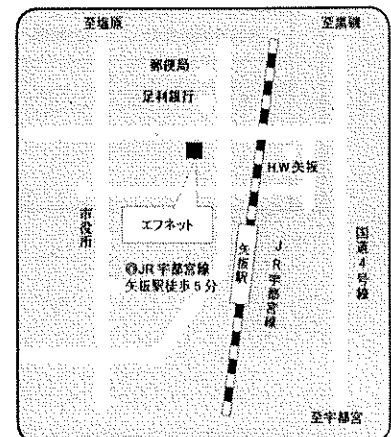 至塩原
至黒磯
郵便局
足利銀行
H.W矢板
市役所
エフネット
矢板駅
JR宇都宮線
国道4号線
JR宇都宮線
矢板駅徒歩5分
至宇都宮